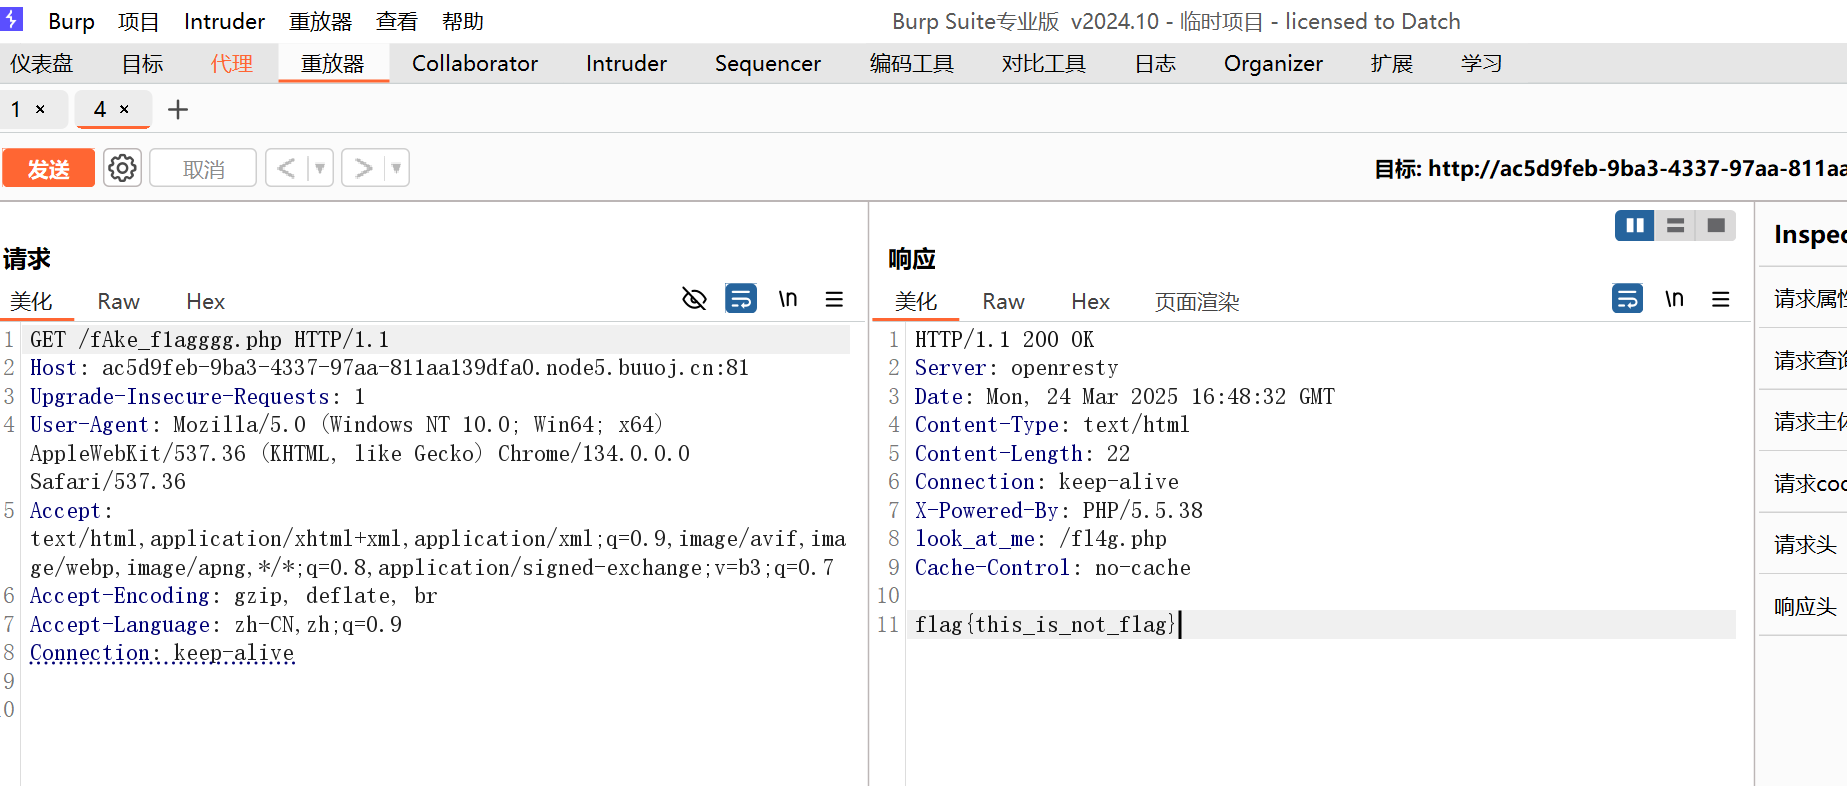 Burp 项目 Intruder 重放器 查看 帮助 Burp Suite专业版 v2024.10 - 临时项目 - licensed to Datch
仪表盘 目标 代理 重放器 Collaborator Intruder Sequencer 编码工具 对比工具 日志 Organizer 扩展 学习
1 × 4 × +
发送 取消 < > 目标: http://ac5d9feb-9ba3-4337-97aa-811aa
请求
美化 Raw Hex \n
1 GET /fAke_flagggg.php HTTP/1.1
2 Host: ac5d9feb-9ba3-4337-97aa-811aa139dfa0.node5.buuoj.cn:81
3 Upgrade-Insecure-Requests: 1
4 User-Agent: Mozilla/5.0 (Windows NT 10.0; Win64; x64)
AppleWebKit/537.36 (KHTML, like Gecko) Chrome/134.0.0.0
Safari/537.36
5 Accept:
text/html,application/xhtml+xml,application/xml;q=0.9,image/avif,ima
ge/webp,image/apng,*/*;q=0.8,application/signed-exchange;v=b3;q=0.7
6 Accept-Encoding: gzip, deflate, br
7 Accept-Language: zh-CN,zh;q=0.9
8 Connection: keep-alive
9
0
响应
美化 Raw Hex 页面渲染 \n
1 HTTP/1.1 200 OK
2 Server: openresty
3 Date: Mon, 24 Mar 2025 16:48:32 GMT
4 Content-Type: text/html
5 Content-Length: 22
6 Connection: keep-alive
7 X-Powered-By: PHP/5.5.38
8 look_at_me: /fl4g.php
9 Cache-Control: no-cache
10
11 flag{this_is_not_flag}
Inspec
请求属性
请求查询
请求主体
请求coo
请求头
响应头